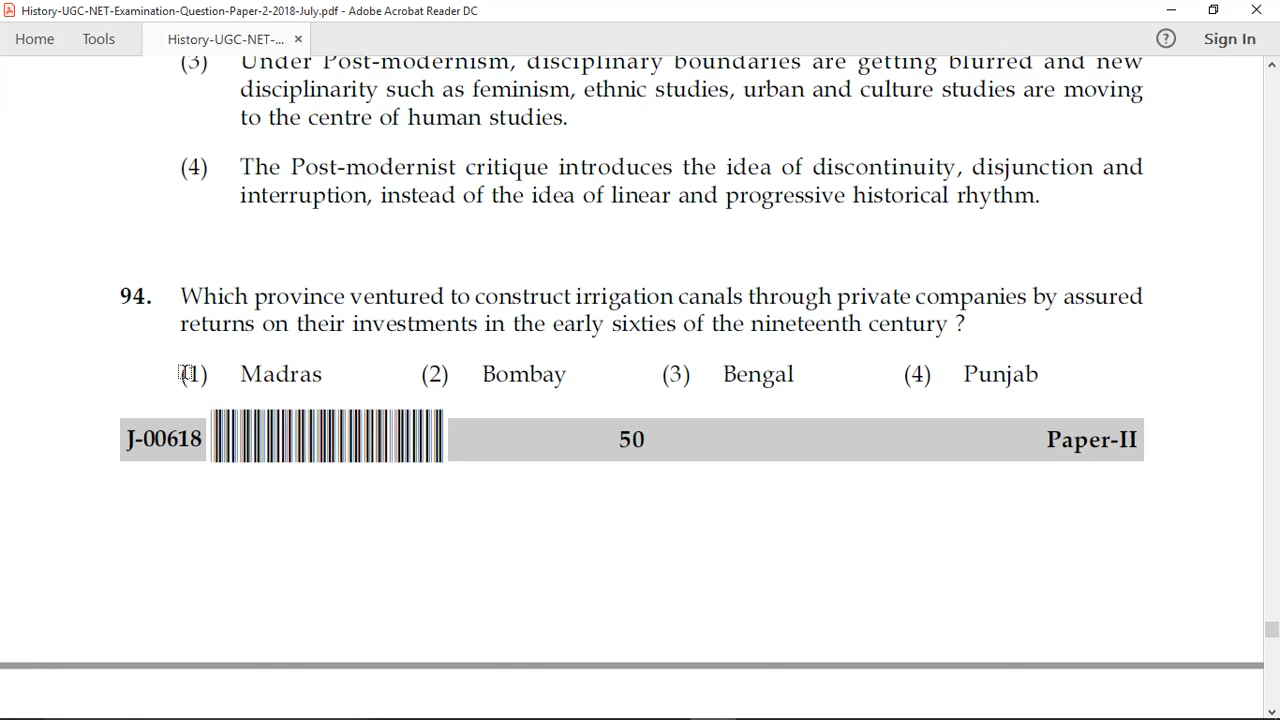 History-UGC-NET-Examination-Question-Paper-2-2018-July.pdf - Adobe Acrobat Reader DC
Home Tools History-UGC-NET-... × ? Sign In
(3) Under Post-modernism, disciplinary boundaries are getting blurred and new
disciplinarity such as feminism, ethnic studies, urban and culture studies are moving
to the centre of human studies.
(4) The Post-modernist critique introduces the idea of discontinuity, disjunction and
interruption, instead of the idea of linear and progressive historical rhythm.
94. Which province ventured to construct irrigation canals through private companies by assured
returns on their investments in the early sixties of the nineteenth century ?
(1) Madras (2) Bombay (3) Bengal (4) Punjab
J-00618 50 Paper-II